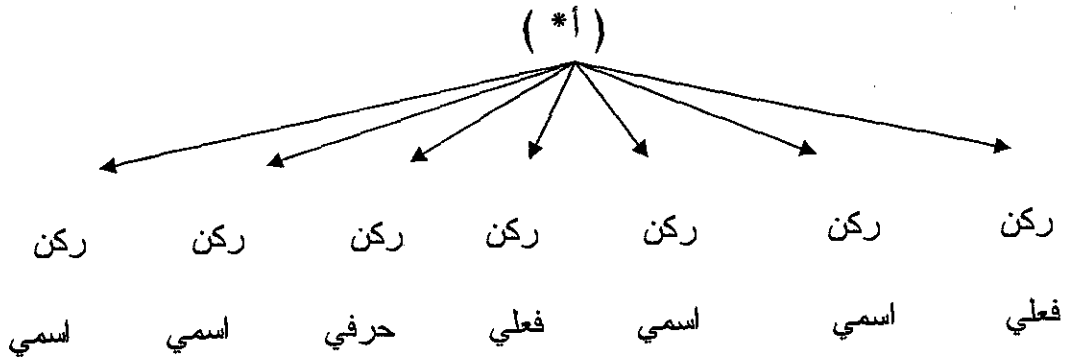 ( أ* )
ركن ركن ركن ركن ركن ركن ركن
فعلي اسمي اسمي فعلي حرفي اسمي اسمي